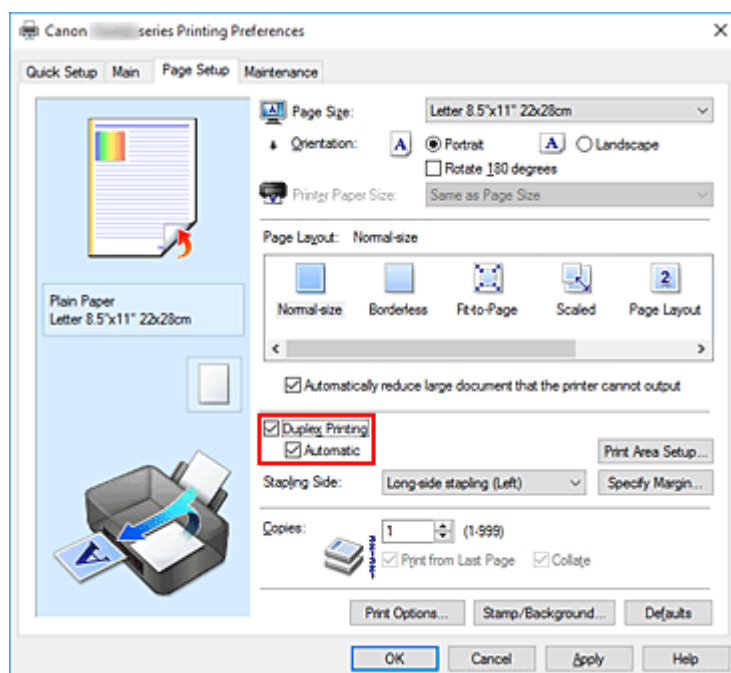 Canon series Printing Preferences
Quick Setup Main Page Setup Maintenance
Page Size: Letter 8.5"x11" 22x28cm
Orientation: A Portrait A Landscape
Rotate 180 degrees
Printer Paper Size: Same as Page Size
Page Layout: Normal-size
2
Normal-size Borderless Fit-to-Page Scaled Page Layout
Plain Paper
Letter 8.5"x11" 22x28cm
Automatically reduce large document that the printer cannot output
Duplex Printing
Automatic
Print Area Setup...
Stapling Side: Long-side stapling (Left) Specify Margin...
Copies: 1 (1-999)
Print from Last Page Collate
A
Print Options... Stamp/Background... Defaults
OK Cancel Apply Help